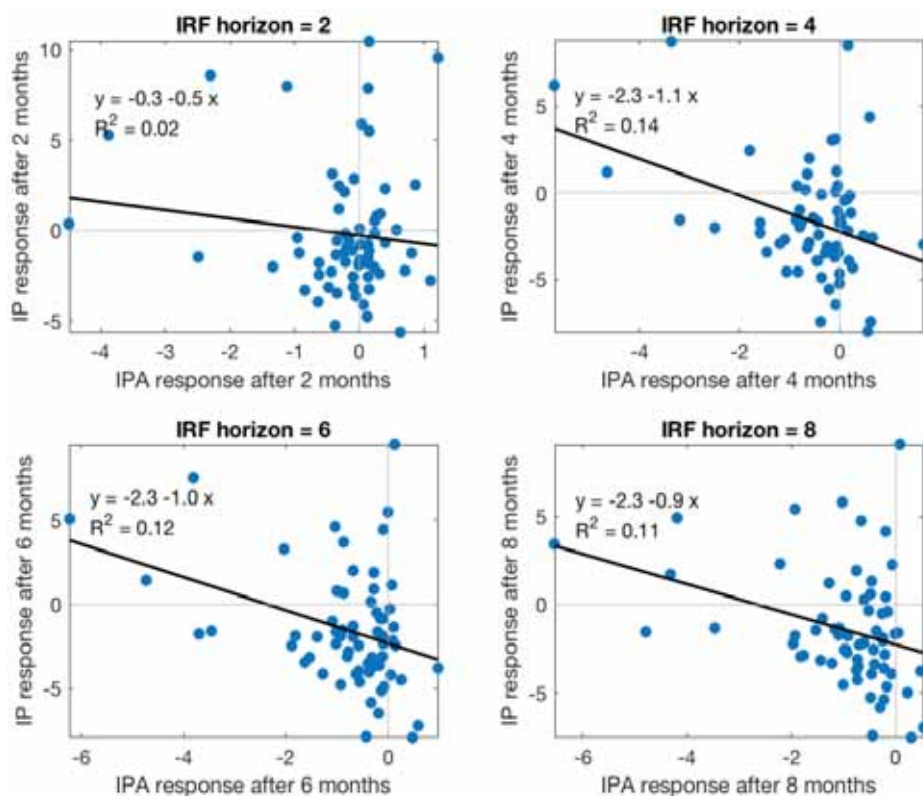 IRF horizon = 2
IP response after 2 months
10
5
0
-5
y = -0.3 -0.5 x
R² = 0.02
-4 -3 -2 -1 0 1
IPA response after 2 months
IRF horizon = 4
IP response after 4 months
5
0
-5
y = -2.3 -1.1 x
R² = 0.14
-4 -2 0
IPA response after 4 months
IRF horizon = 6
IP response after 6 months
5
0
-5
y = -2.3 -1.0 x
R² = 0.12
-6 -4 -2 0
IPA response after 6 months
IRF horizon = 8
IP response after 8 months
5
0
-5
y = -2.3 -0.9 x
R² = 0.11
-6 -4 -2 0
IPA response after 8 months